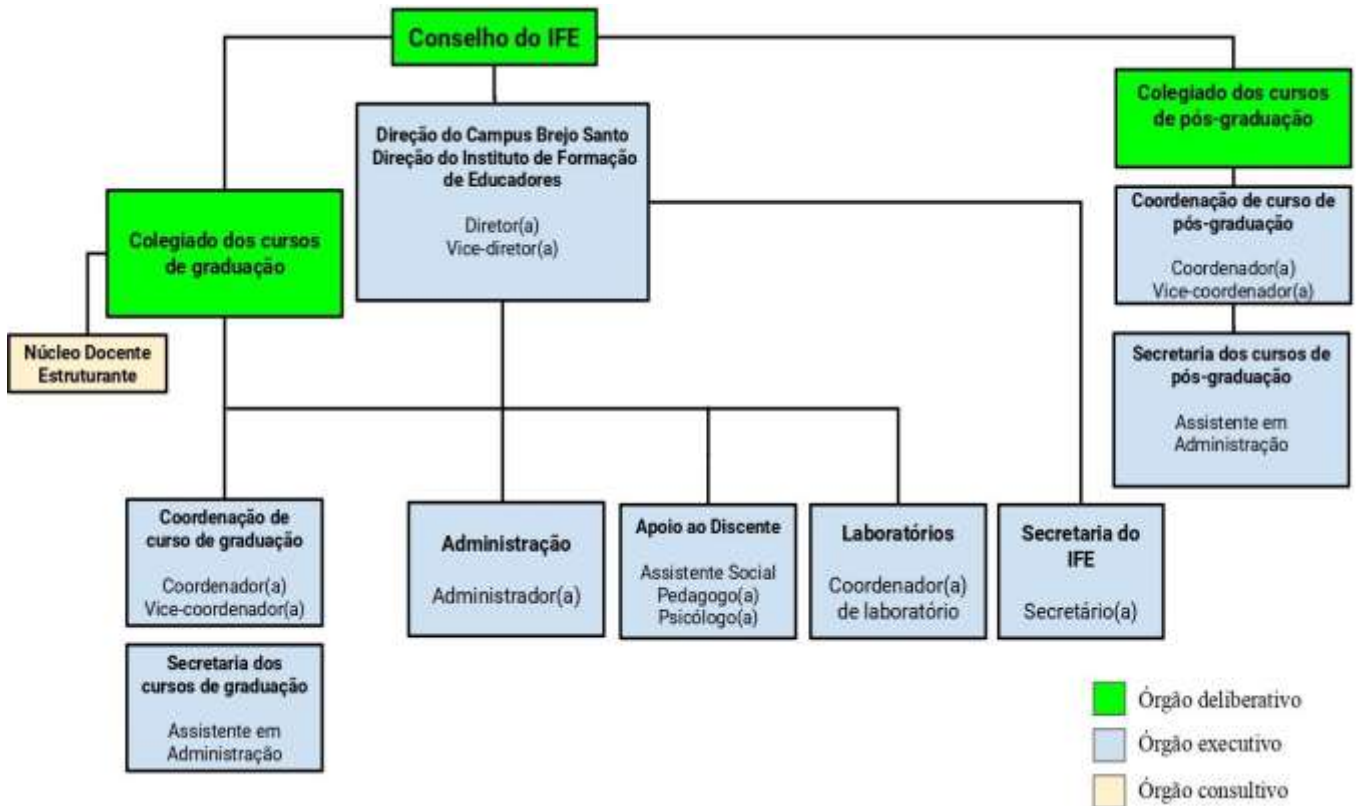 Conselho do IFE
Colegiado dos cursos
de pós-graduação
Direção do Campus Brejo Santo
Direção do Instituto de Formação
de Educadores
Diretor(a)
Vice-diretor(a)
Coordenação de curso de
pós-graduação
Coordenador(a)
Vice-coordenador(a)
Colegiado dos cursos
de graduação
Núcleo Docente
Estruturante
Secretaria dos cursos de
pós-graduação
Assistente em
Administração
Coordenação de
curso de graduação
Coordenador(a)
Vice-coordenador(a)
Administração
Administrador(a)
Apoio ao Discente
Assistente Social
Pedagogo(a)
Psicólogo(a)
Laboratórios
Coordenador(a)
de laboratório
Secretaria do
IFE
Secretário(a)
Secretaria dos
cursos de graduação
Assistente em
Administração
Órgão deliberativo
Órgão executivo
Órgão consultivo